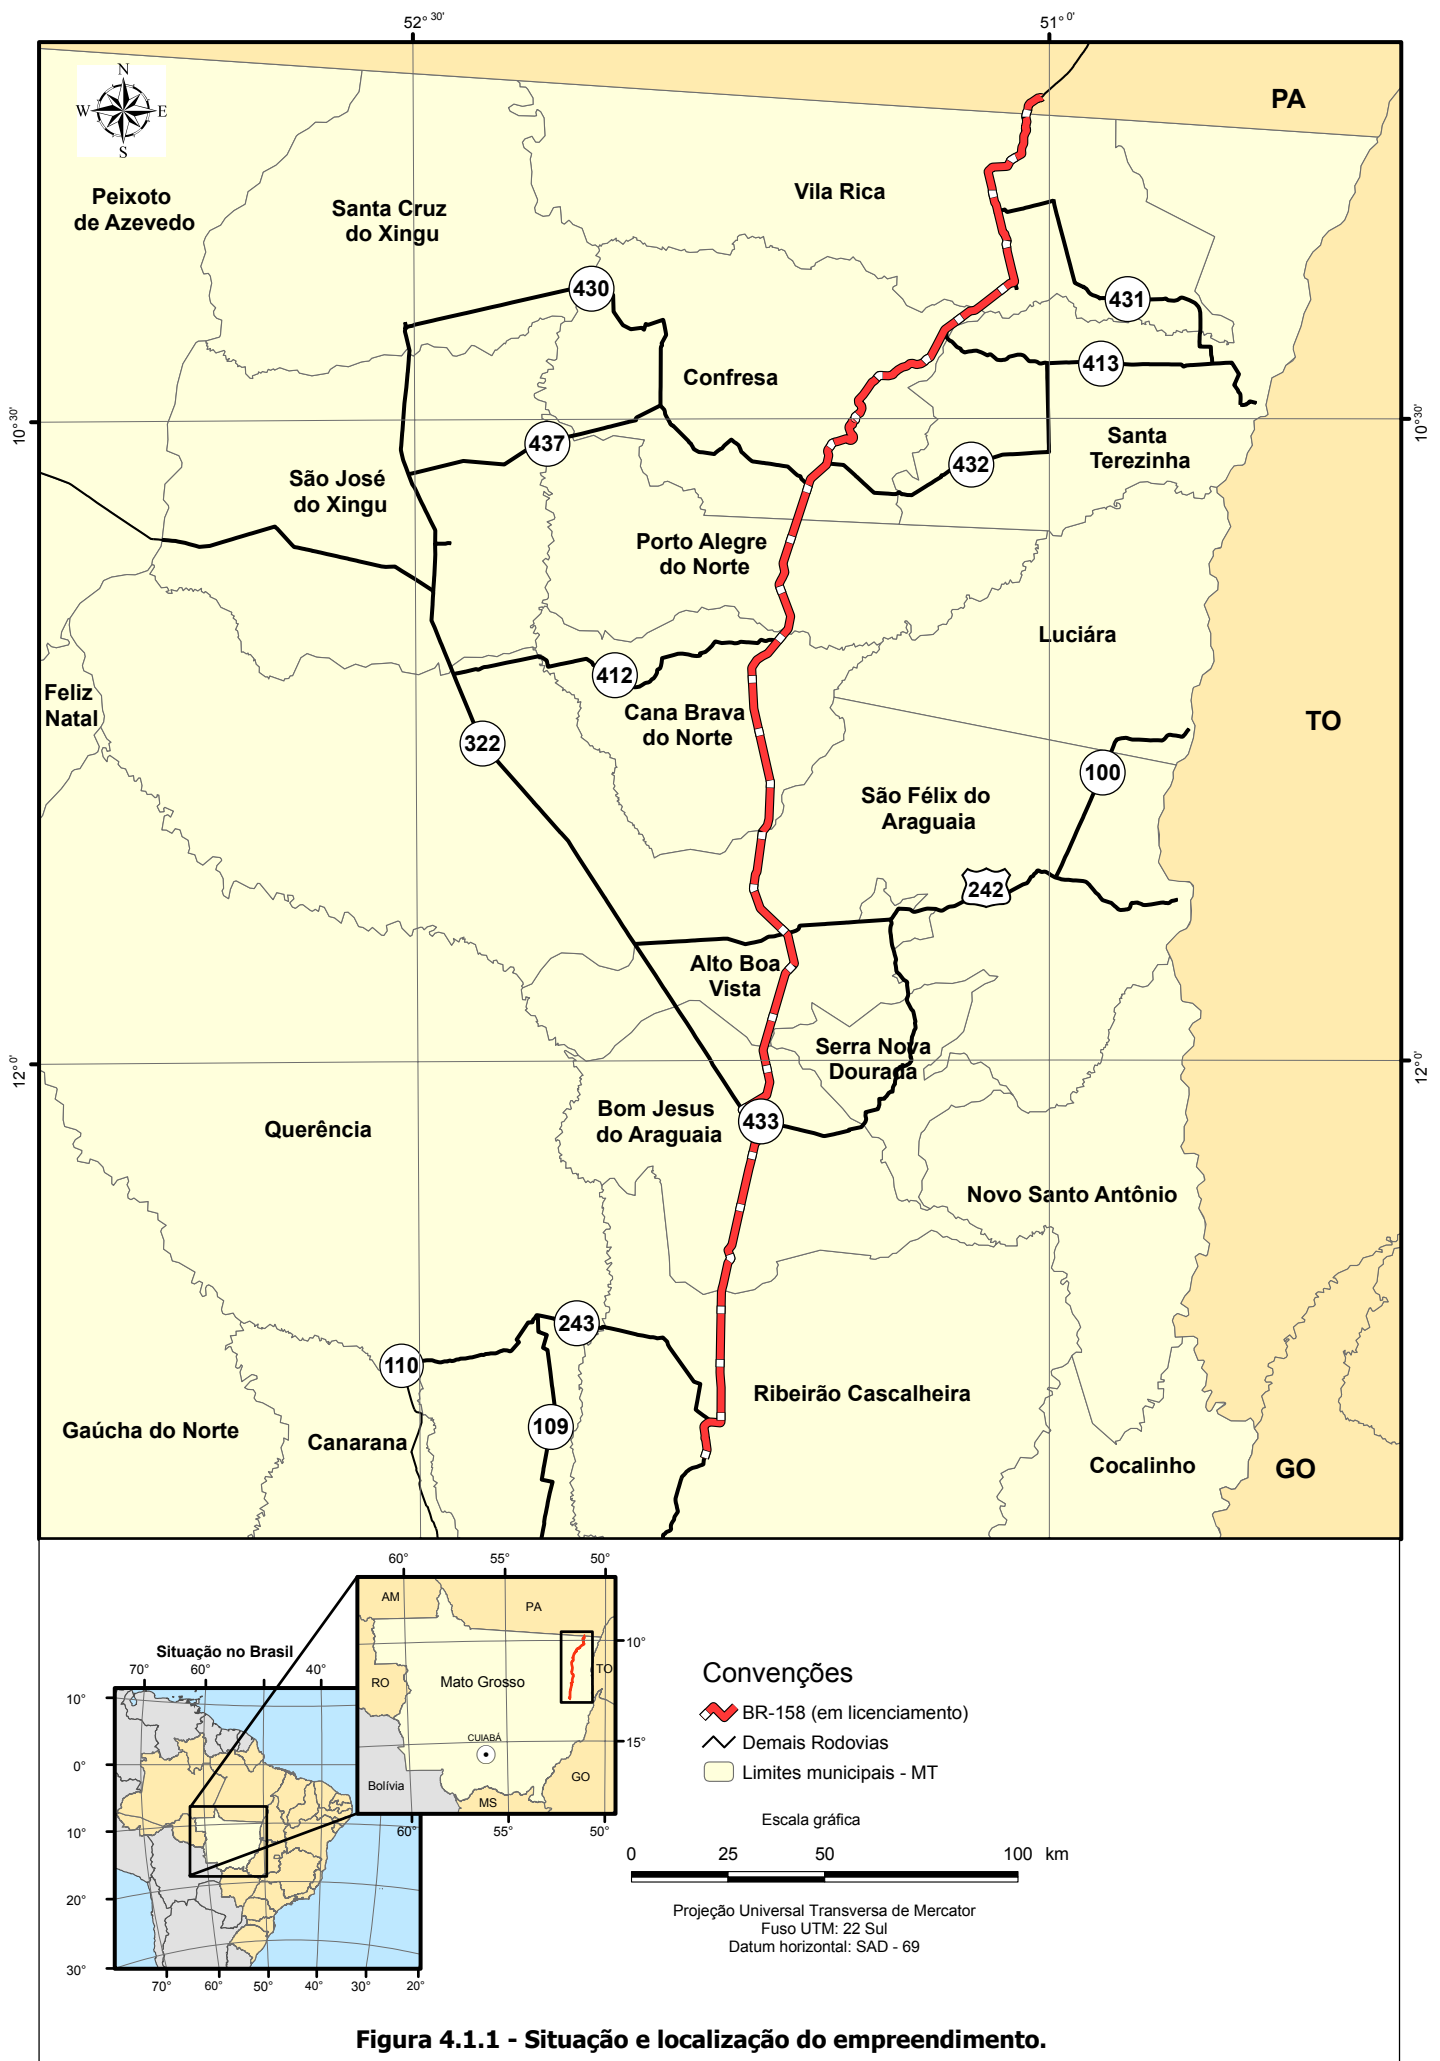 52° 30'
51° 0'
N
W
E
S
PA
Peixoto
de Azevedo
Santa Cruz
do Xingu
Vila Rica
430
431
413
Confresa
10° 30'
10° 30'
437
432
Santa
Terezinha
São José
do Xingu
Porto Alegre
do Norte
Luciára
412
Feliz
Natal
Cana Brava
do Norte
TO
322
100
São Félix do
Araguaia
242
Alto Boa
Vista
Serra Nova
Dourada
12° 0'
12° 0'
Bom Jesus
do Araguaia
433
Querência
Novo Santo Antônio
243
110
Ribeirão Cascalheira
109
Gaúcha do Norte
Canarana
Cocalinho
GO
60°
55°
50°
AM
PA
10°
RO
Mato Grosso
TO
CUIABÁ
15°
Bolívia
GO
MS
60°
55°
50°
Situação no Brasil
70°
60°
40°
10°
0°
10°
20°
30°
70°
60°
50°
40°
30°
20°
Convenções
BR-158 (em licenciamento)
Demais Rodovias
Limites municipais - MT
Escala gráfica
0 25 50 100 km
Projeção Universal Transversa de Mercator
Fuso UTM: 22 Sul
Datum horizontal: SAD - 69
Figura 4.1.1 - Situação e localização do empreendimento.